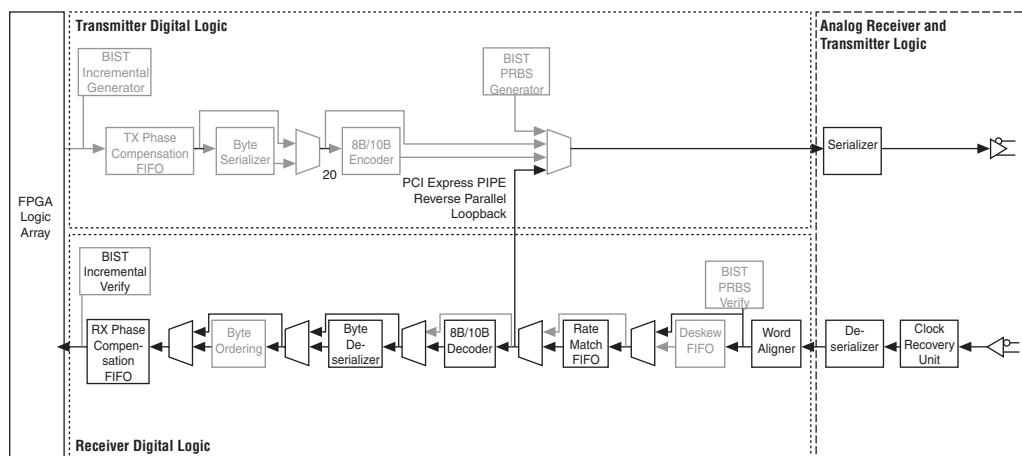 Transmitter Digital Logic
Analog Receiver and
Transmitter Logic
BIST
Incremental
Generator
BIST
PRBS
Generator
TX Phase
Compensation
FIFO
Byte
Serializer
20
8B/10B
Encoder
Serializer
PCI Express PIPE
Reverse Parallel
Loopback
FPGA
Logic
Array
BIST
Incremental
Verify
BIST
PRBS
Verify
RX Phase
Compen-
sation
FIFO
Byte
Ordering
Byte
De-
serializer
8B/10B
Decoder
Rate
Match
FIFO
Deskew
FIFO
Word
Aligner
De-
serializer
Clock
Recovery
Unit
Receiver Digital Logic